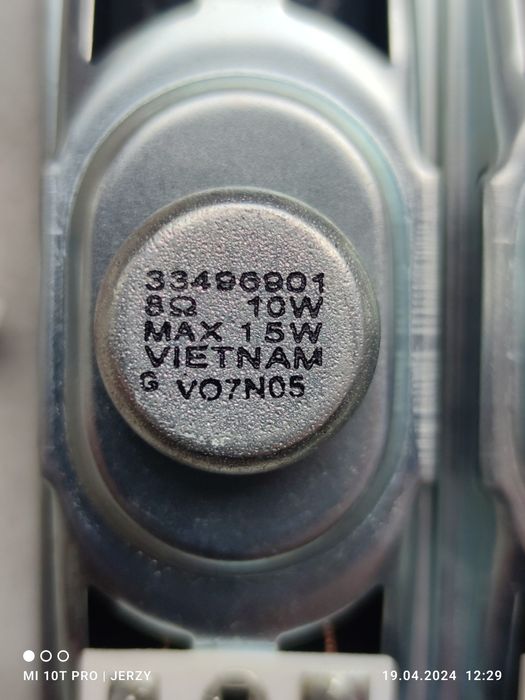 33496901
8Ω 10W
MAX 15W
VIETNAM
G VO7N05
MI 10T PRO | JERZY
19.04.2024 12:29